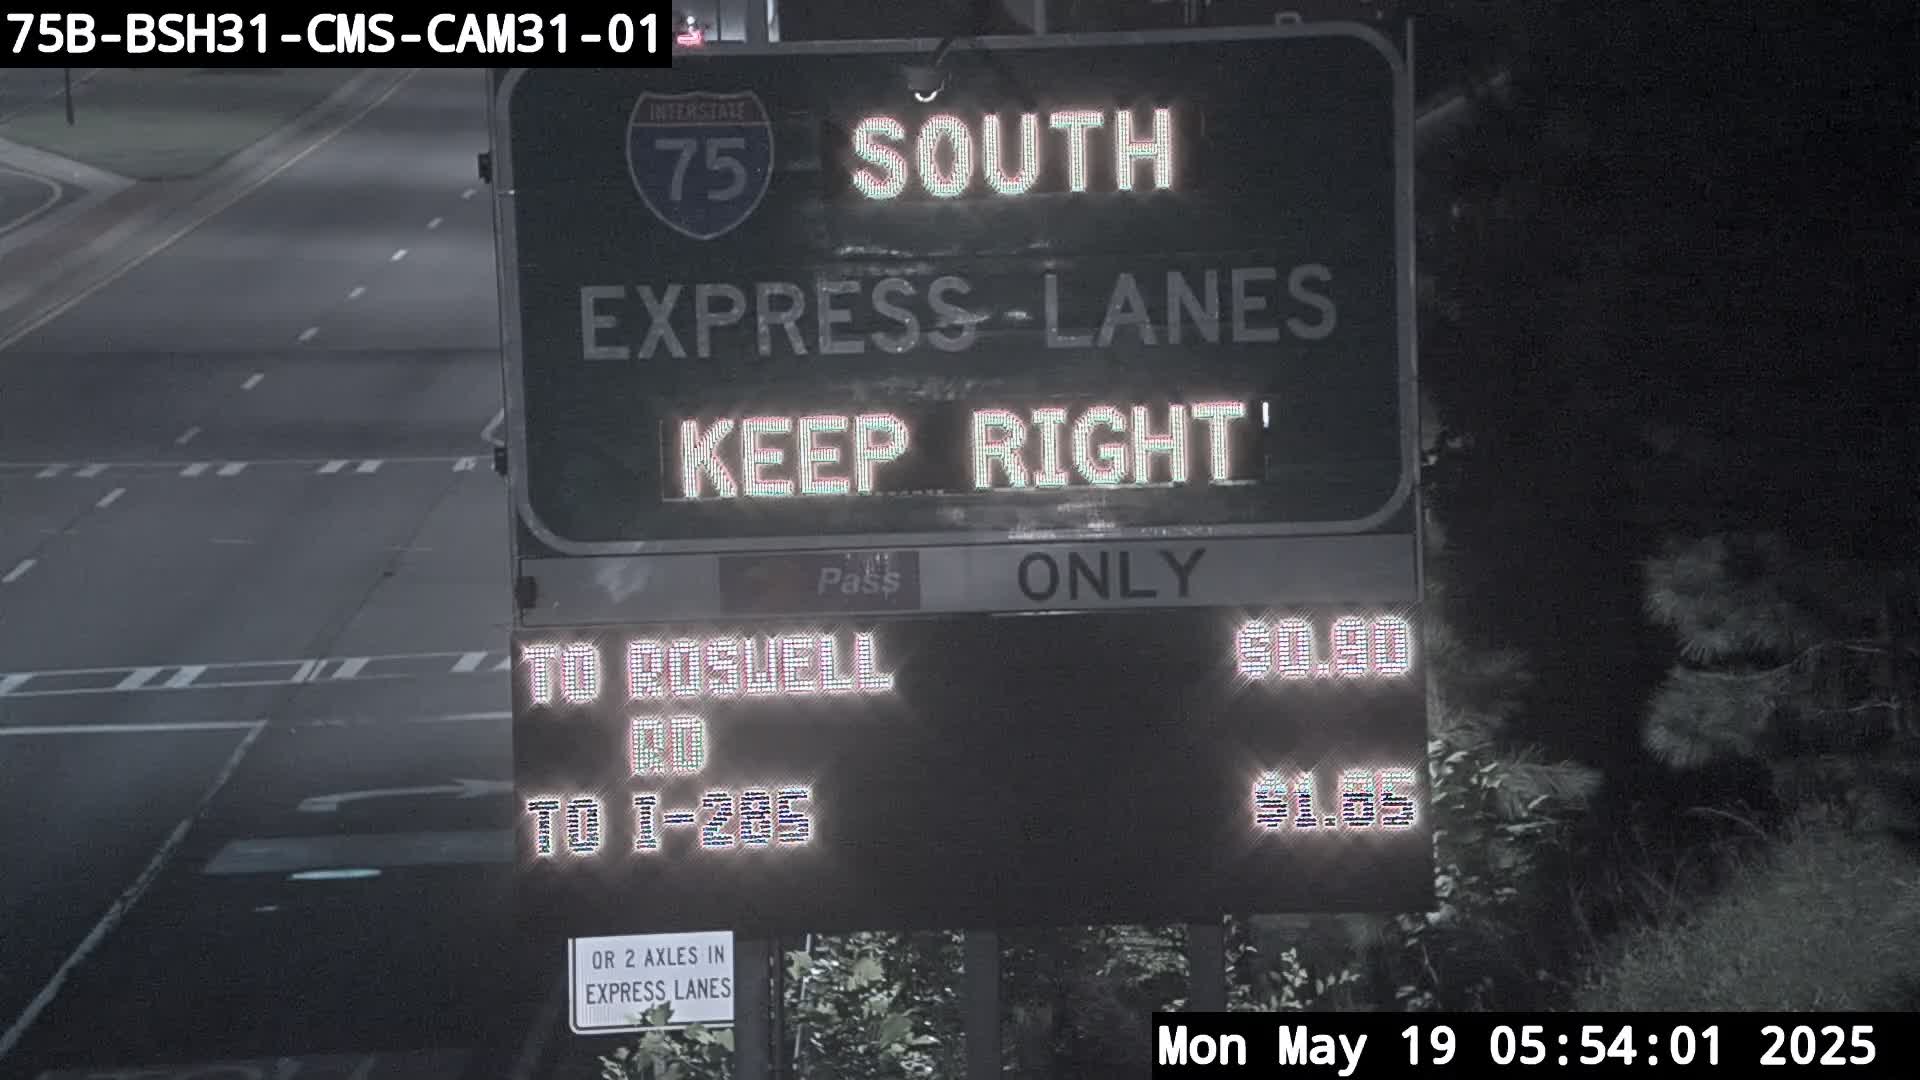 75B-BSH31-CMS-CAM31-01
INTERSTATE
75
SOUTH
EXPRESS LANES
KEEP RIGHT
Pass ONLY
TO ROSWELL $0.90
RD
TO I-285 $1.85
OR 2 AXLES IN
EXPRESS LANES
Mon May 19 05:54:01 2025